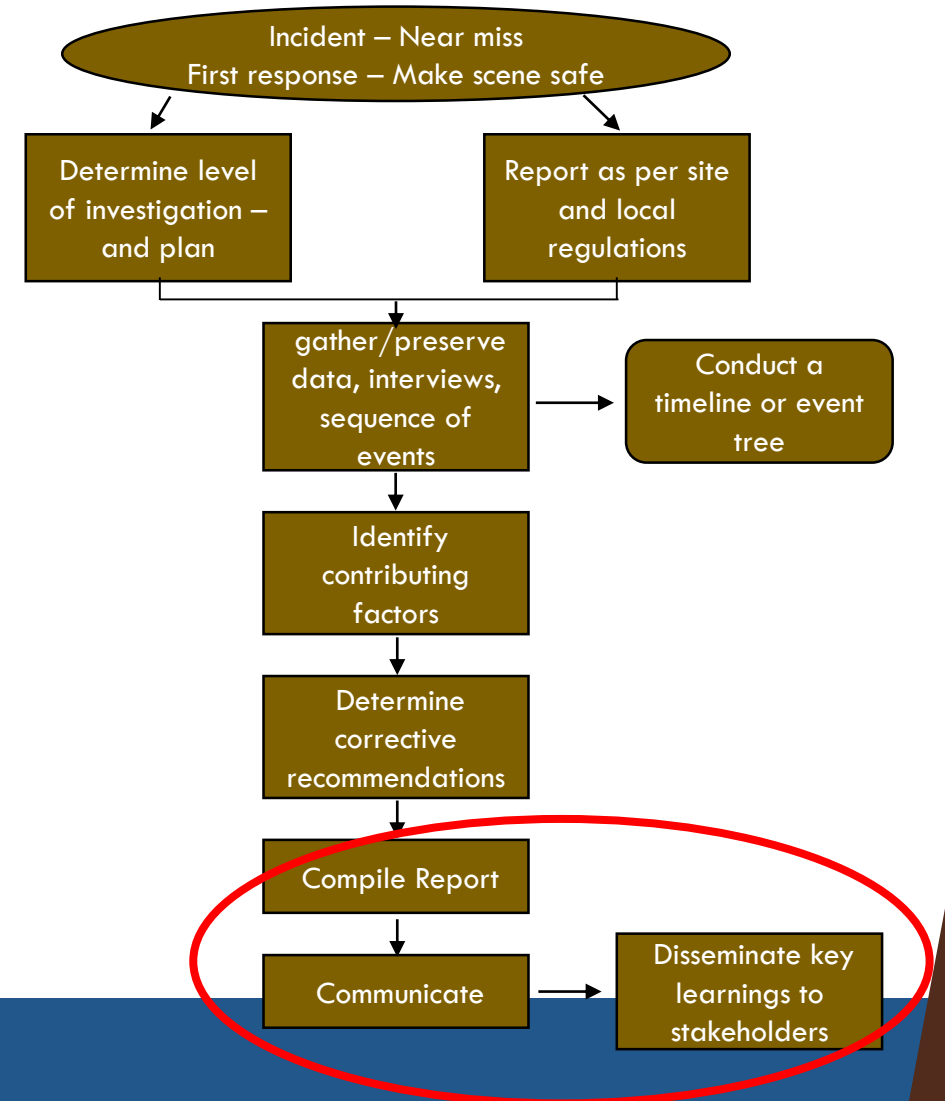 Incident – Near miss
First response – Make scene safe
Determine level
of investigation –
and plan
Report as per site
and local
regulations
gather/preserve
data, interviews,
sequence of
events
Conduct a
timeline or event
tree
Identify
contributing
factors
Determine
corrective
recommendations
Compile Report
Communicate
Disseminate key
learnings to
stakeholders